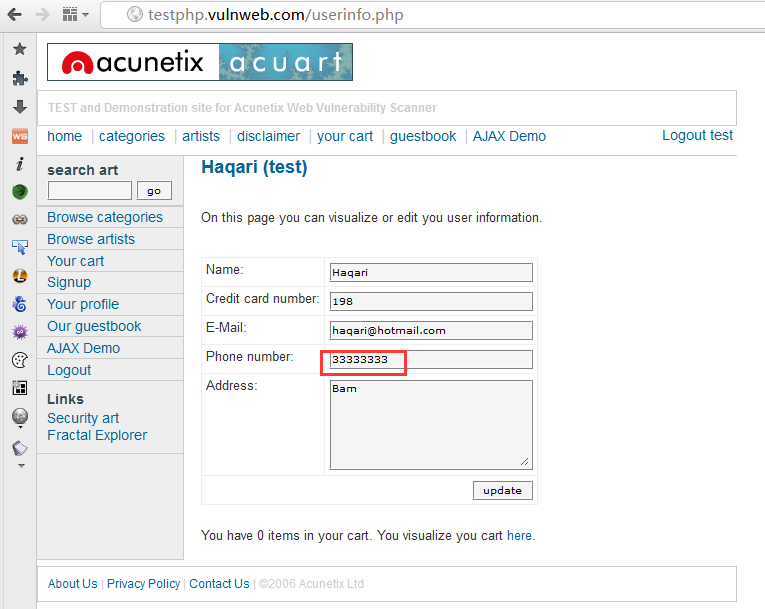 testphp.vulnweb.com/userinfo.php
acunetix acuart
TEST and Demonstration site for Acunetix Web Vulnerability Scanner
home | categories | artists | disclaimer | your cart | guestbook | AJAX Demo Logout test
search art
go
Browse categories
Browse artists
Your cart
Signup
Your profile
Our guestbook
AJAX Demo
Logout
Links
Security art
Fractal Explorer
Haqari (test)
On this page you can visualize or edit you user information.
Name: Haqari
Credit card number: 198
E-Mail: haqari@hotmail.com
Phone number: 33333333
Address: Bam
update
You have 0 items in your cart. You visualize you cart here.
About Us | Privacy Policy | Contact Us | ©2006 Acunetix Ltd
WS
i